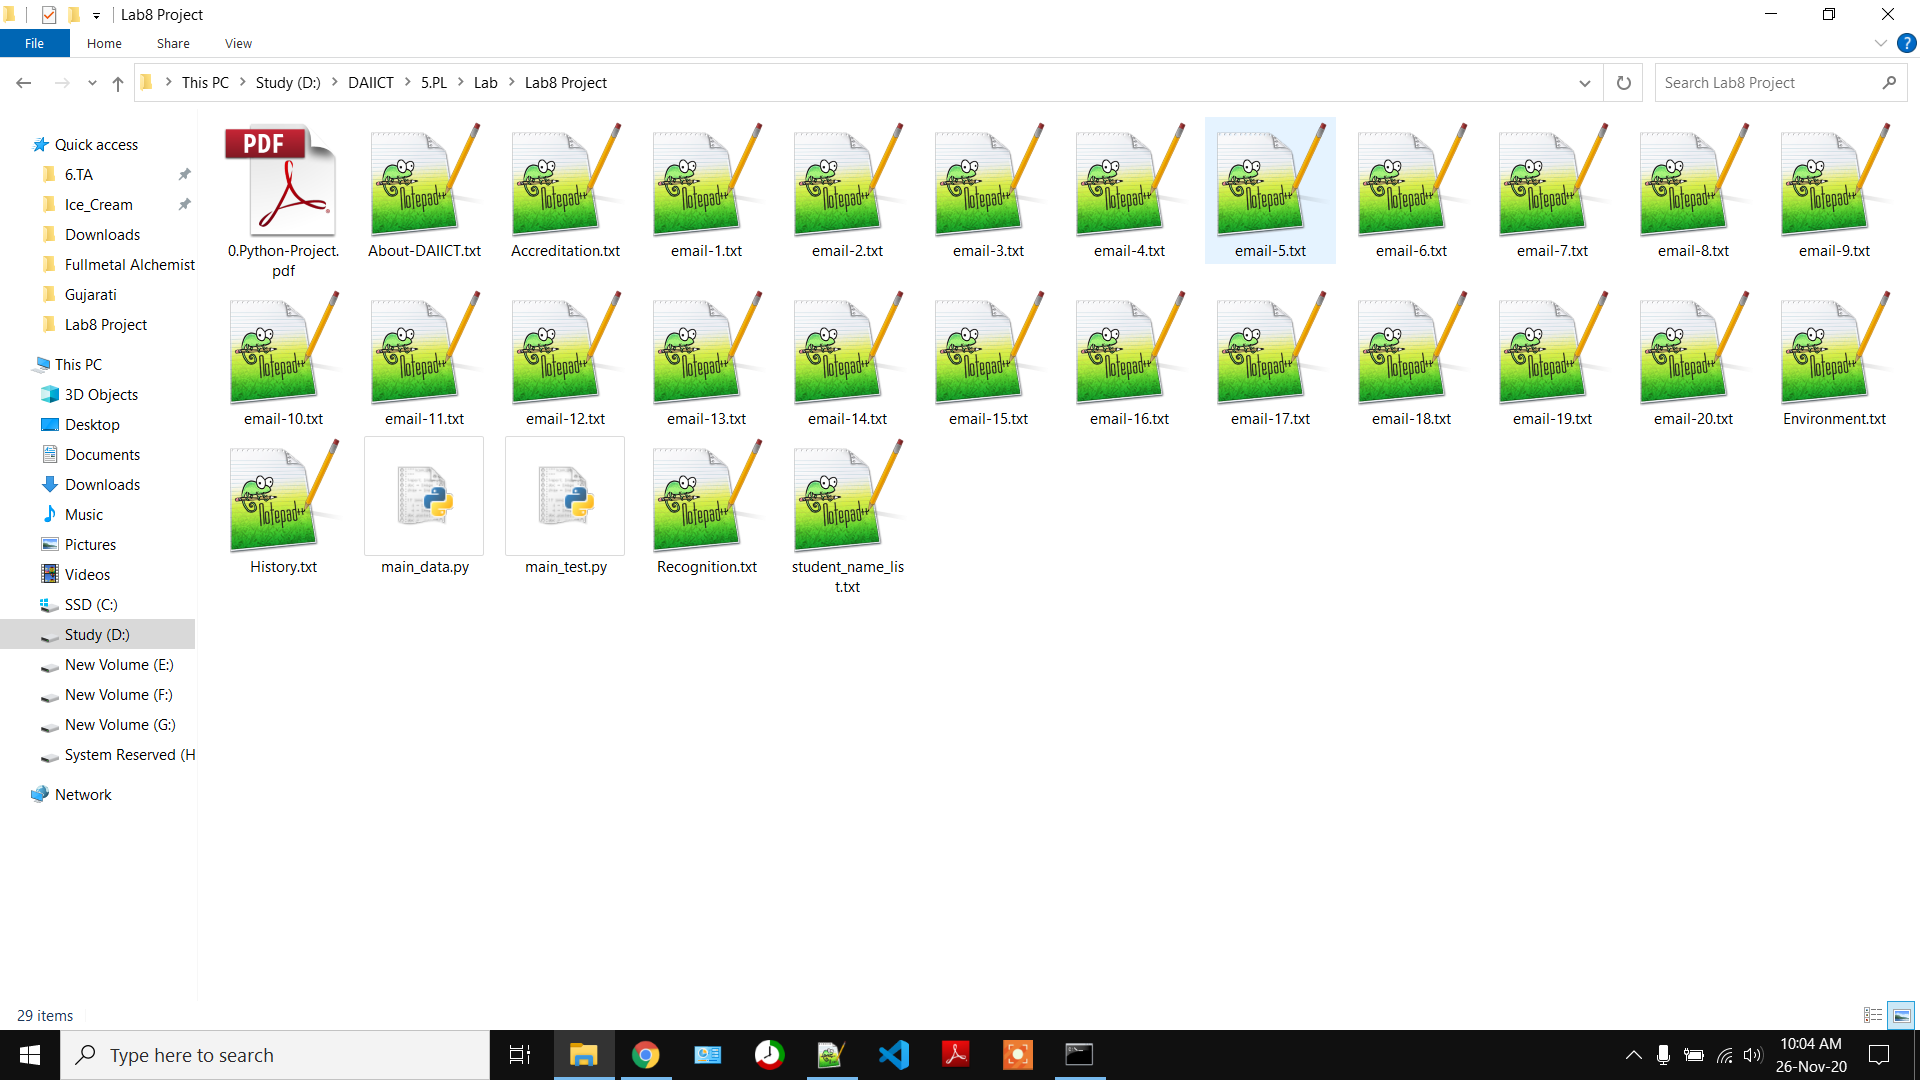 Lab8 Project
File Home Share View
This PC Study (D:) DAIICT 5.PL Lab Lab8 Project
Search Lab8 Project
Quick access
6.TA
Ice_Cream
Downloads
Fullmetal Alchemist
Gujarati
Lab8 Project
This PC
3D Objects
Desktop
Documents
Downloads
Music
Pictures
Videos
SSD (C:)
Study (D:)
New Volume (E:)
New Volume (F:)
New Volume (G:)
System Reserved (H
Network
PDF
0.Python-Project.
pdf
About-DAIICT.txt
Accreditation.txt
email-1.txt
email-2.txt
email-3.txt
email-4.txt
email-5.txt
email-6.txt
email-7.txt
email-8.txt
email-9.txt
email-10.txt
email-11.txt
email-12.txt
email-13.txt
email-14.txt
email-15.txt
email-16.txt
email-17.txt
email-18.txt
email-19.txt
email-20.txt
Environment.txt
History.txt
main_data.py
main_test.py
Recognition.txt
student_name_lis
t.txt
29 items
Type here to search
10:04 AM
26-Nov-20